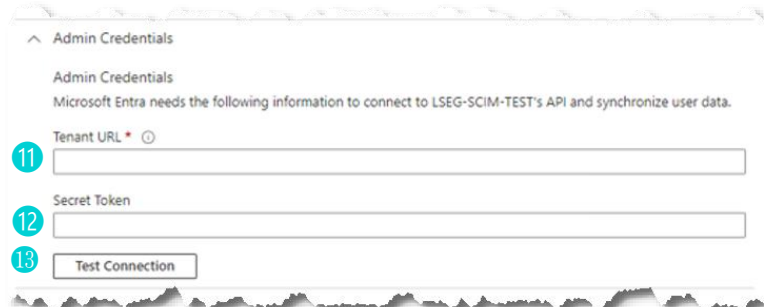 Admin Credentials
Admin Credentials
Microsoft Entra needs the following information to connect to LSEG-SCIM-TEST's API and synchronize user data.
Tenant URL *
11
Secret Token
12
13 Test Connection